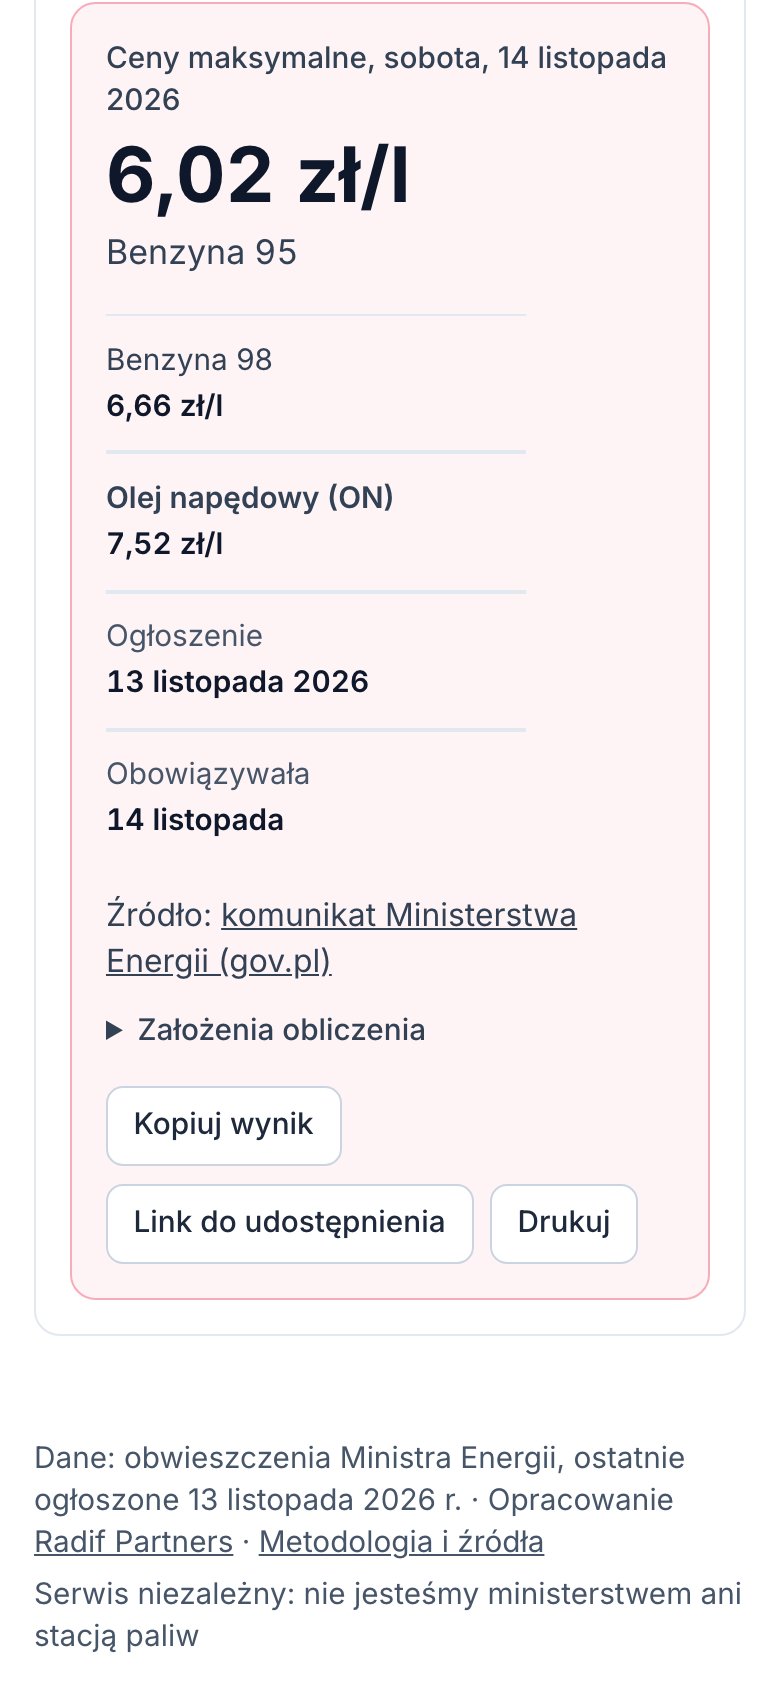 Ceny maksymalne, sobota, 14 listopada
2026
6,02 zł/l
Benzyna 95
Benzyna 98
6,66 zł/l
Olej napędowy (ON)
7,52 zł/l
Ogłoszenie
13 listopada 2026
Obowiązywała
14 listopada
Źródło: komunikat Ministerstwa
Energii (gov.pl)
Założenia obliczenia
Kopiuj wynik
Link do udostępnienia Drukuj
Dane: obwieszczenia Ministra Energii, ostatnie
ogłoszone 13 listopada 2026 r. · Opracowanie
Radif Partners · Metodologia i źródła
Serwis niezależny: nie jesteśmy ministerstwem ani
stacją paliw